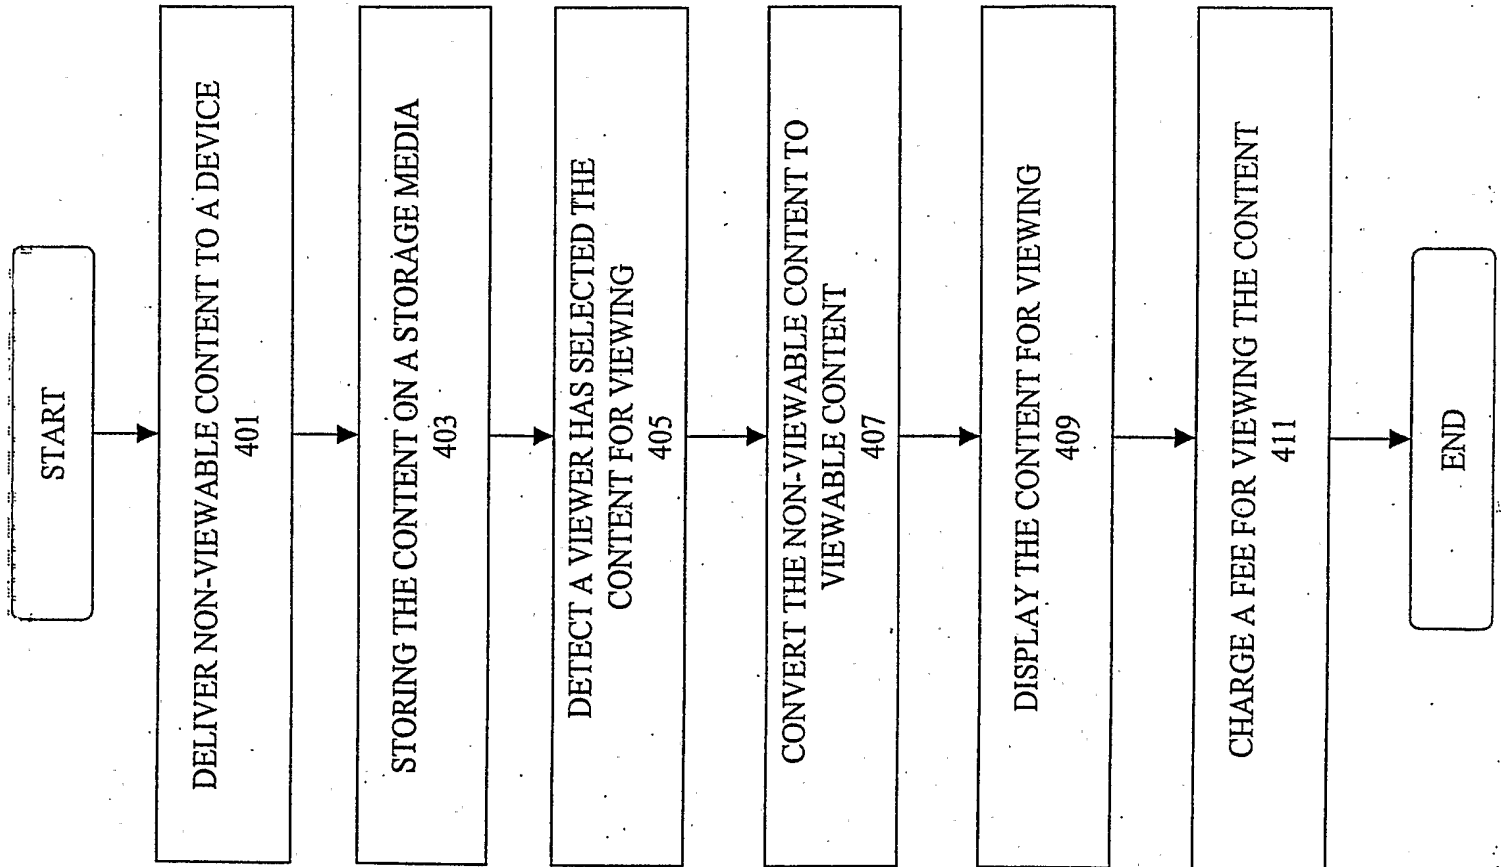 START
DELIVER NON-VIEWABLE CONTENT TO A DEVICE
401
STORING THE CONTENT ON A STORAGE MEDIA
403
DETECT A VIEWER HAS SELECTED THE
CONTENT FOR VIEWING
405
CONVERT THE NON-VIEWABLE CONTENT TO
VIEWABLE CONTENT
407
DISPLAY THE CONTENT FOR VIEWING
409
CHARGE A FEE FOR VIEWING THE CONTENT
411
END